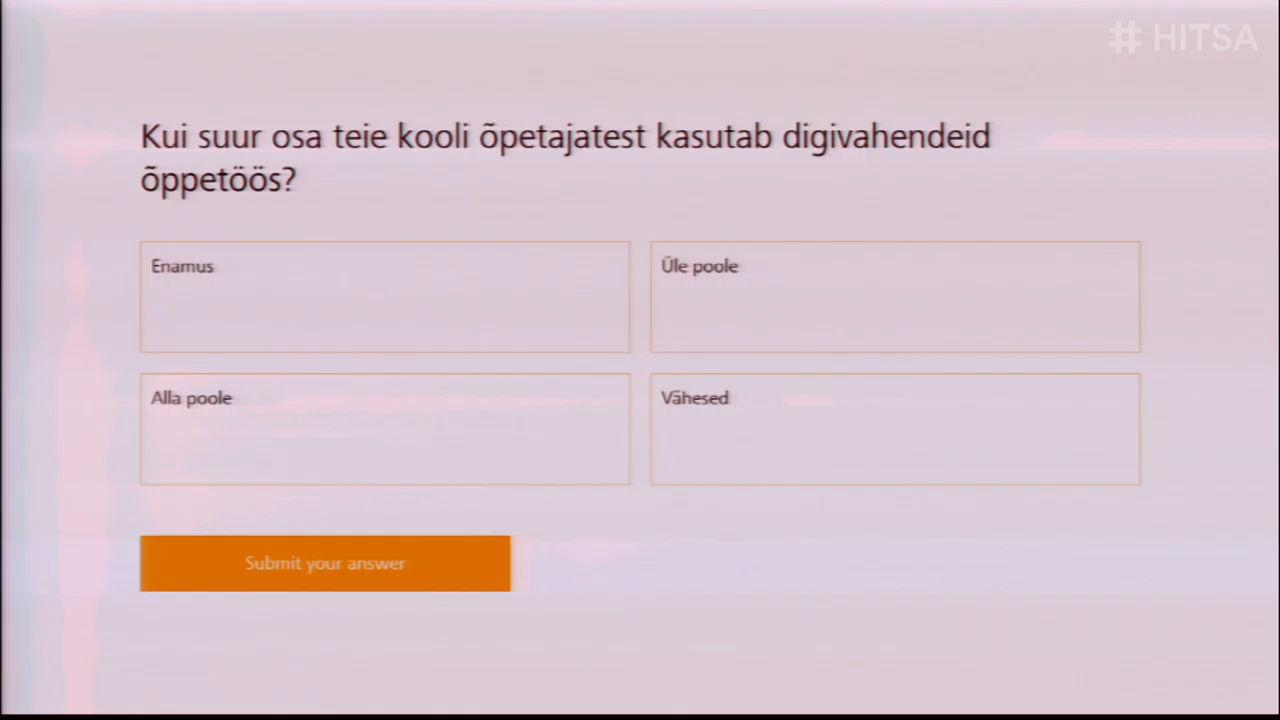 # HITSA
Kui suur osa teie kooli õpetajatest kasutab digivahendeid
õppetöös?
Enamus
Üle poole
Alla poole
Vähesed
Submit your answer